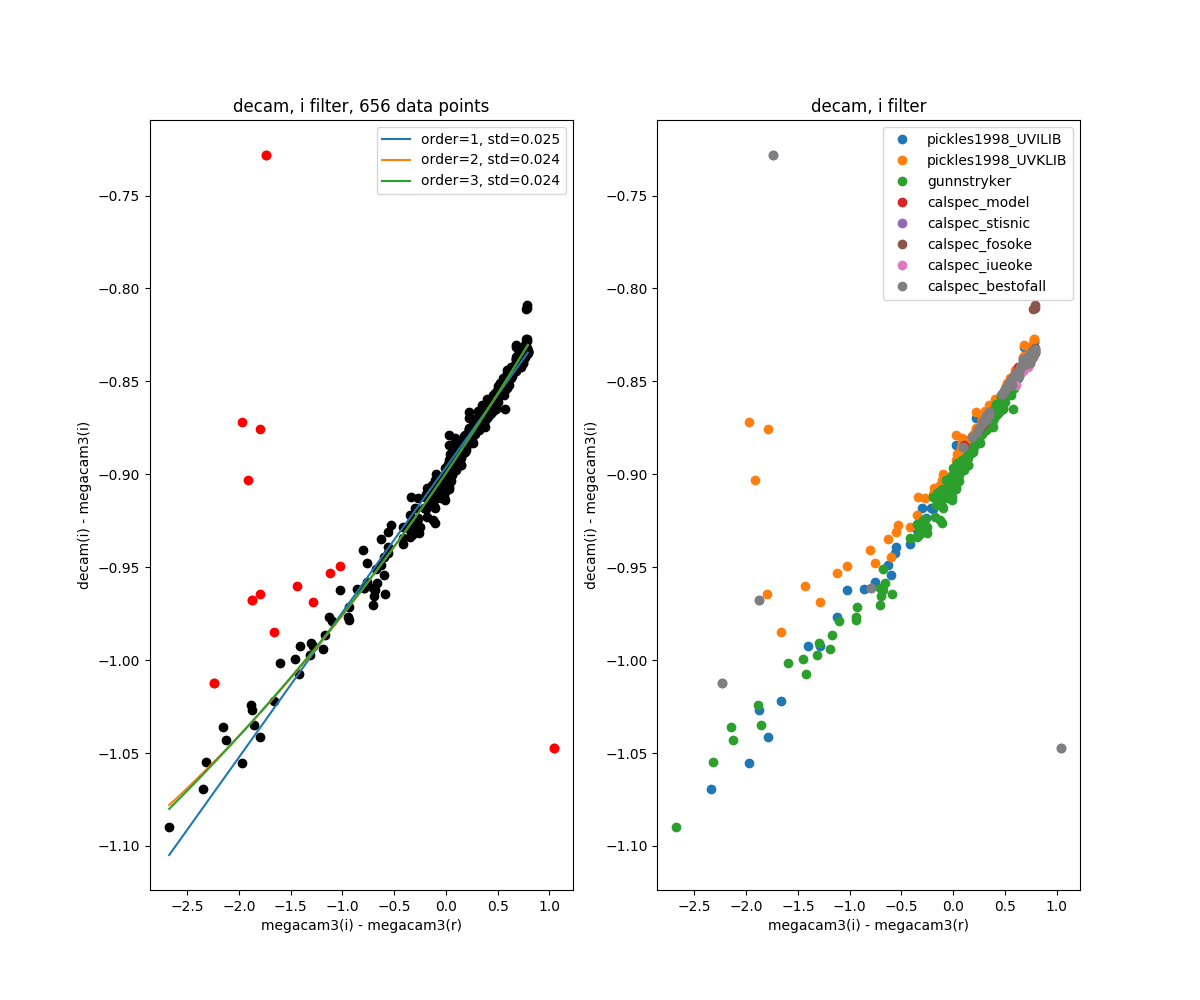 decam, i filter, 656 data points
order=1, std=0.025
order=2, std=0.024
order=3, std=0.024
−0.75
−0.80
−0.85
−0.90
−0.95
−1.00
−1.05
−1.10
decam(i) - megacam3(i)
−2.5 −2.0 −1.5 −1.0 −0.5 0.0 0.5 1.0
megacam3(i) - megacam3(r)
decam, i filter
pickles1998_UVILIB
pickles1998_UVKLIB
gunnstryker
calspec_model
calspec_stisnic
calspec_fosoke
calspec_iueoke
calspec_bestofall
−0.75
−0.80
−0.85
−0.90
−0.95
−1.00
−1.05
−1.10
decam(i) - megacam3(i)
−2.5 −2.0 −1.5 −1.0 −0.5 0.0 0.5 1.0
megacam3(i) - megacam3(r)